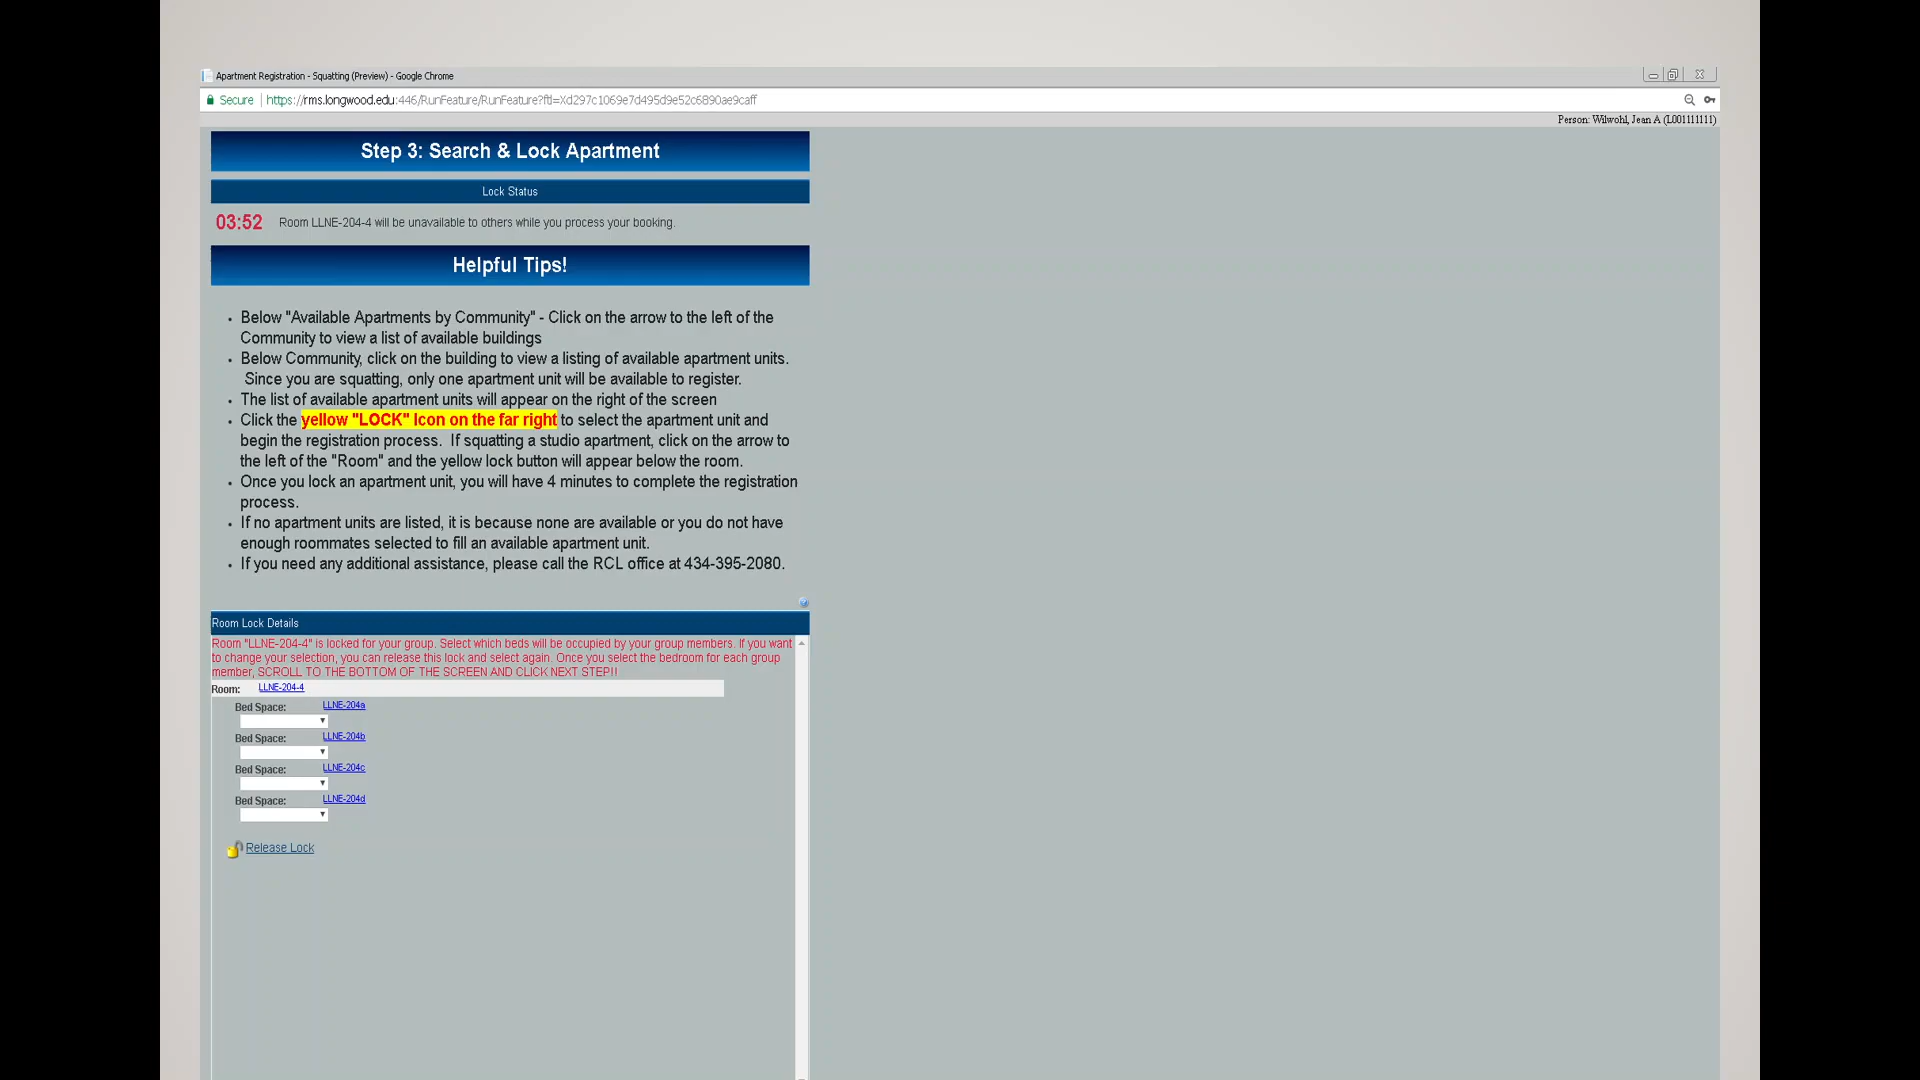 Apartment Registration - Squatting (Preview) - Google Chrome
Secure | https://rms.longwood.edu:446/RunFeature/RunFeature?ftl=Xd297c1069e7d495d9e52c6890ae9caff
Person: Wilwohl, Jean A (L001111111)
Step 3: Search & Lock Apartment
Lock Status
03:52 Room LLNE-204-4 will be unavailable to others while you process your booking.
Helpful Tips!
• Below "Available Apartments by Community" - Click on the arrow to the left of the
Community to view a list of available buildings
• Below Community, click on the building to view a listing of available apartment units.
Since you are squatting, only one apartment unit will be available to register.
• The list of available apartment units will appear on the right of the screen
• Click the yellow "LOCK" Icon on the far right to select the apartment unit and
begin the registration process. If squatting a studio apartment, click on the arrow to
the left of the "Room" and the yellow lock button will appear below the room.
• Once you lock an apartment unit, you will have 4 minutes to complete the registration
process.
• If no apartment units are listed, it is because none are available or you do not have
enough roommates selected to fill an available apartment unit.
• If you need any additional assistance, please call the RCL office at 434-395-2080.
Room Lock Details
Room "LLNE-204-4" is locked for your group. Select which beds will be occupied by your group members. If you want
to change your selection, you can release this lock and select again. Once you select the bedroom for each group
member, SCROLL TO THE BOTTOM OF THE SCREEN AND CLICK NEXT STEP!!
Room: LLNE-204-4
Bed Space: LLNE-204a
Bed Space: LLNE-204b
Bed Space: LLNE-204c
Bed Space: LLNE-204d
Release Lock